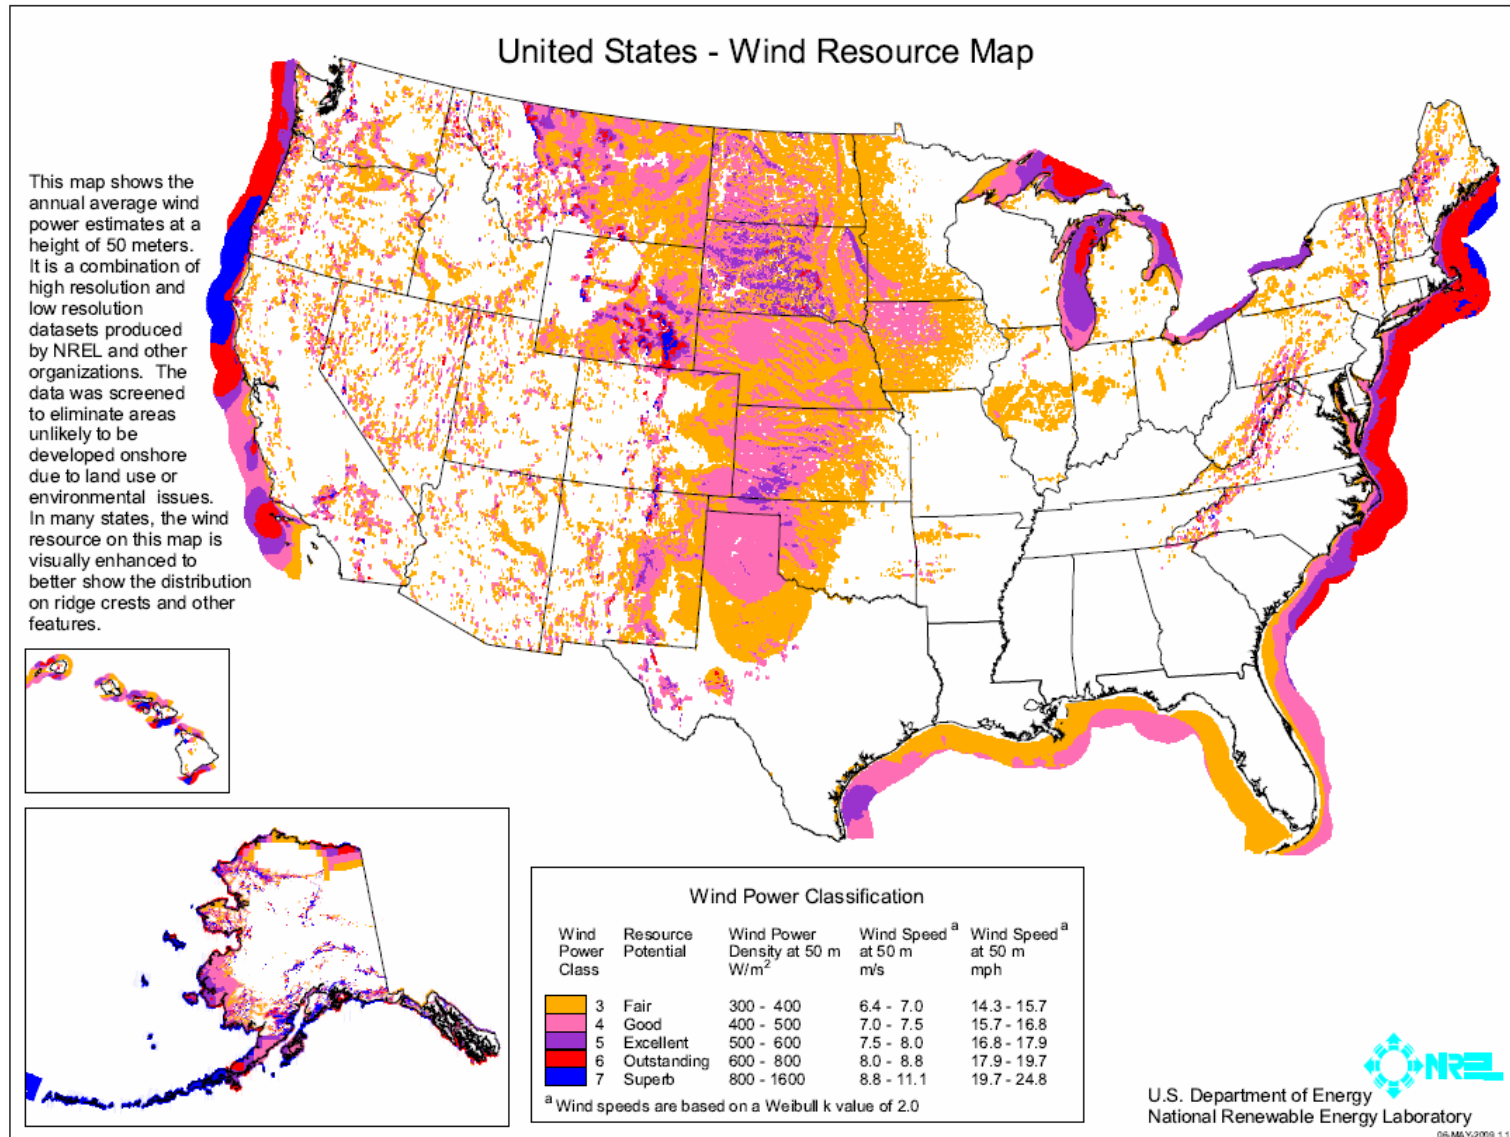 United States - Wind Resource Map
This map shows the
annual average wind
power estimates at a
height of 50 meters.
It is a combination of
high resolution and
low resolution
datasets produced
by NREL and other
organizations. The
data was screened
to eliminate areas
unlikely to be
developed onshore
due to land use or
environmental issues.
In many states, the wind
resource on this map is
visually enhanced to
better show the distribution
on ridge crests and other
features.
Wind Power Classification
Wind Resource Wind Power Wind Speed a Wind Speed a
Power Potential Density at 50 m at 50 m at 50 m
Class W/m2 m/s mph
3 Fair 300 - 400 6.4 - 7.0 14.3 - 15.7
4 Good 400 - 500 7.0 - 7.5 15.7 - 16.8
5 Excellent 500 - 600 7.5 - 8.0 16.8 - 17.9
6 Outstanding 600 - 800 8.0 - 8.8 17.9 - 19.7
7 Superb 800 - 1600 8.8 - 11.1 19.7 - 24.8
a Wind speeds are based on a Weibull k value of 2.0
NREL
U.S. Department of Energy
National Renewable Energy Laboratory